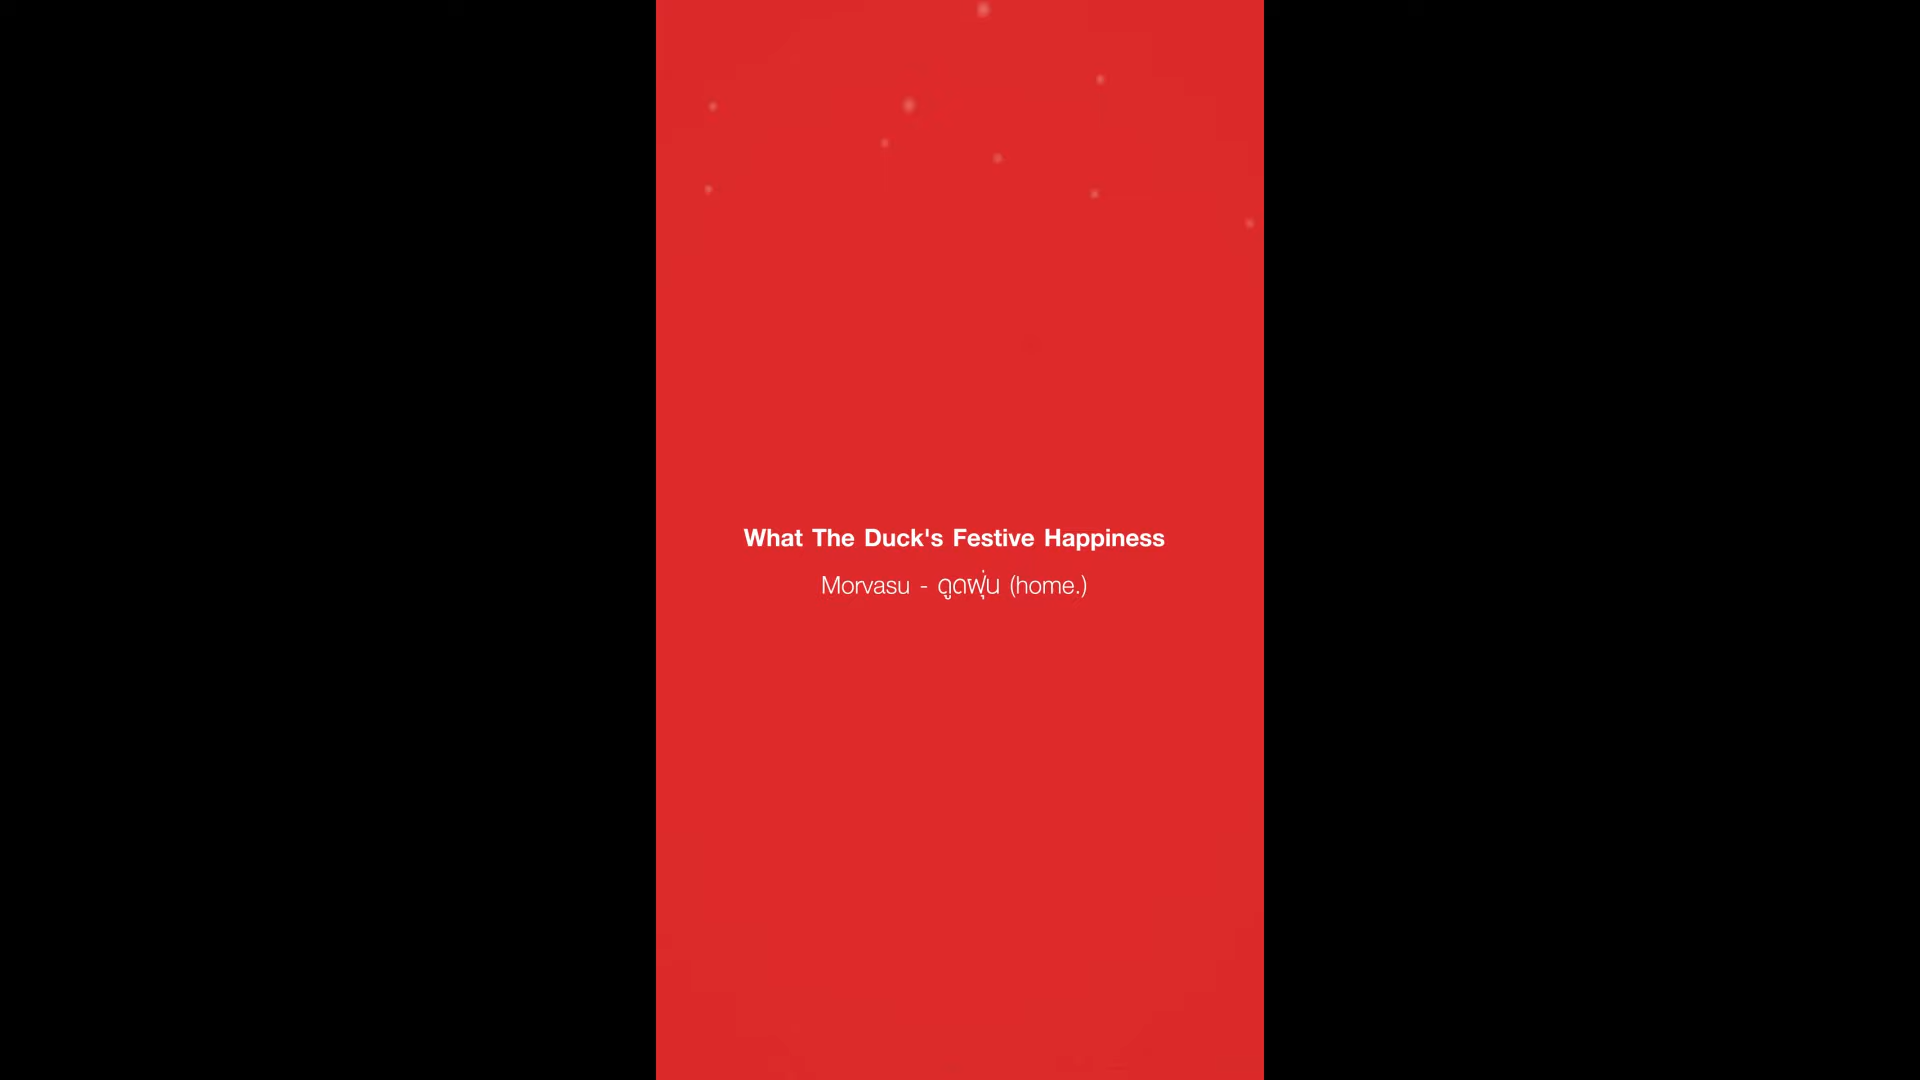 What The Duck's Festive Happiness
Morvasu - ดูดฝุ่น (home.)